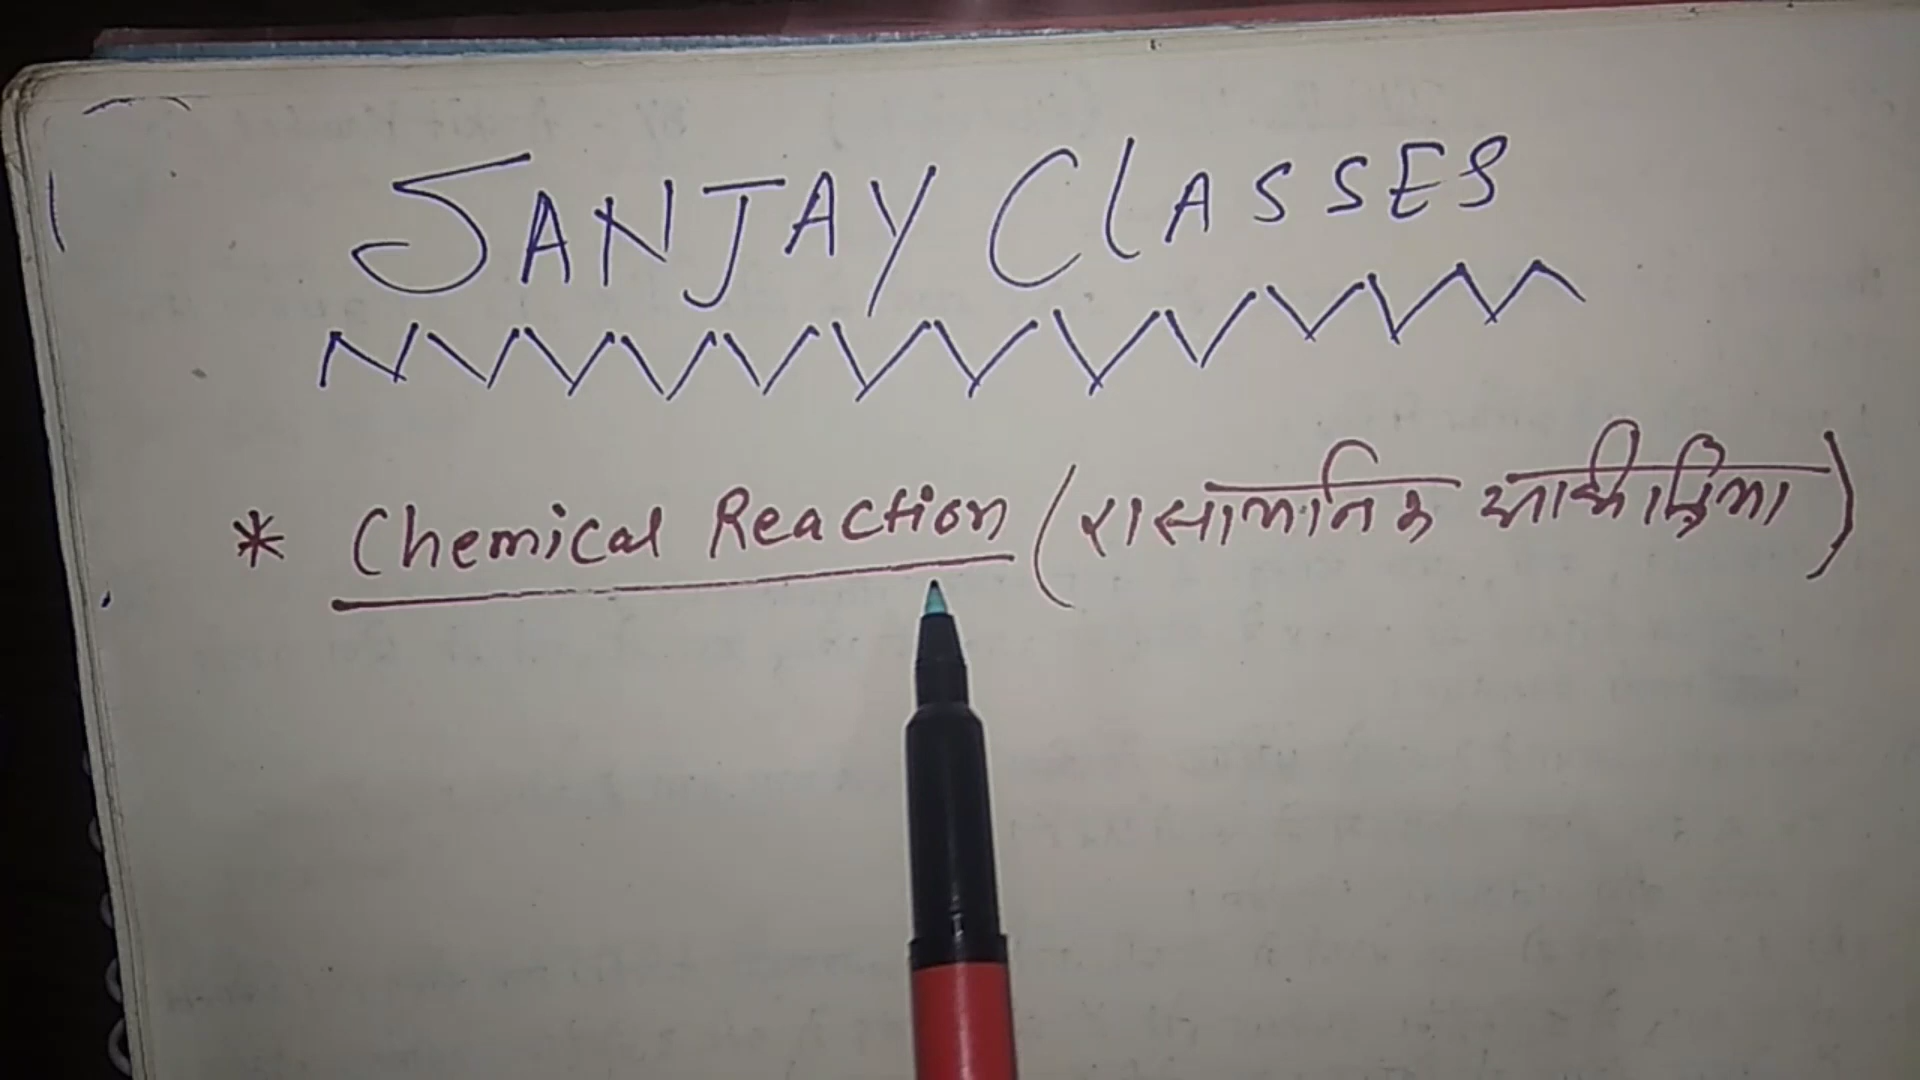 SANJAY ClASSES
* Chemical Reaction (रासायनिक अभीक्रिया)